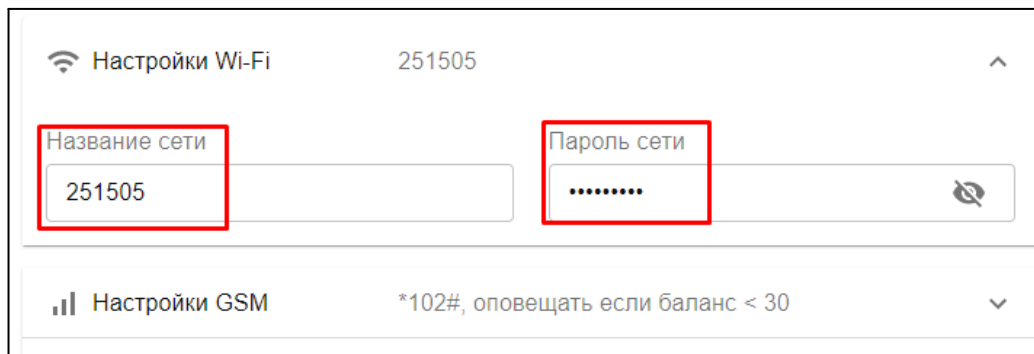 Настройки Wi-Fi 251505
Название сети Пароль сети
251505 •••••••••
Настройки GSM *102#, оповещать если баланс < 30